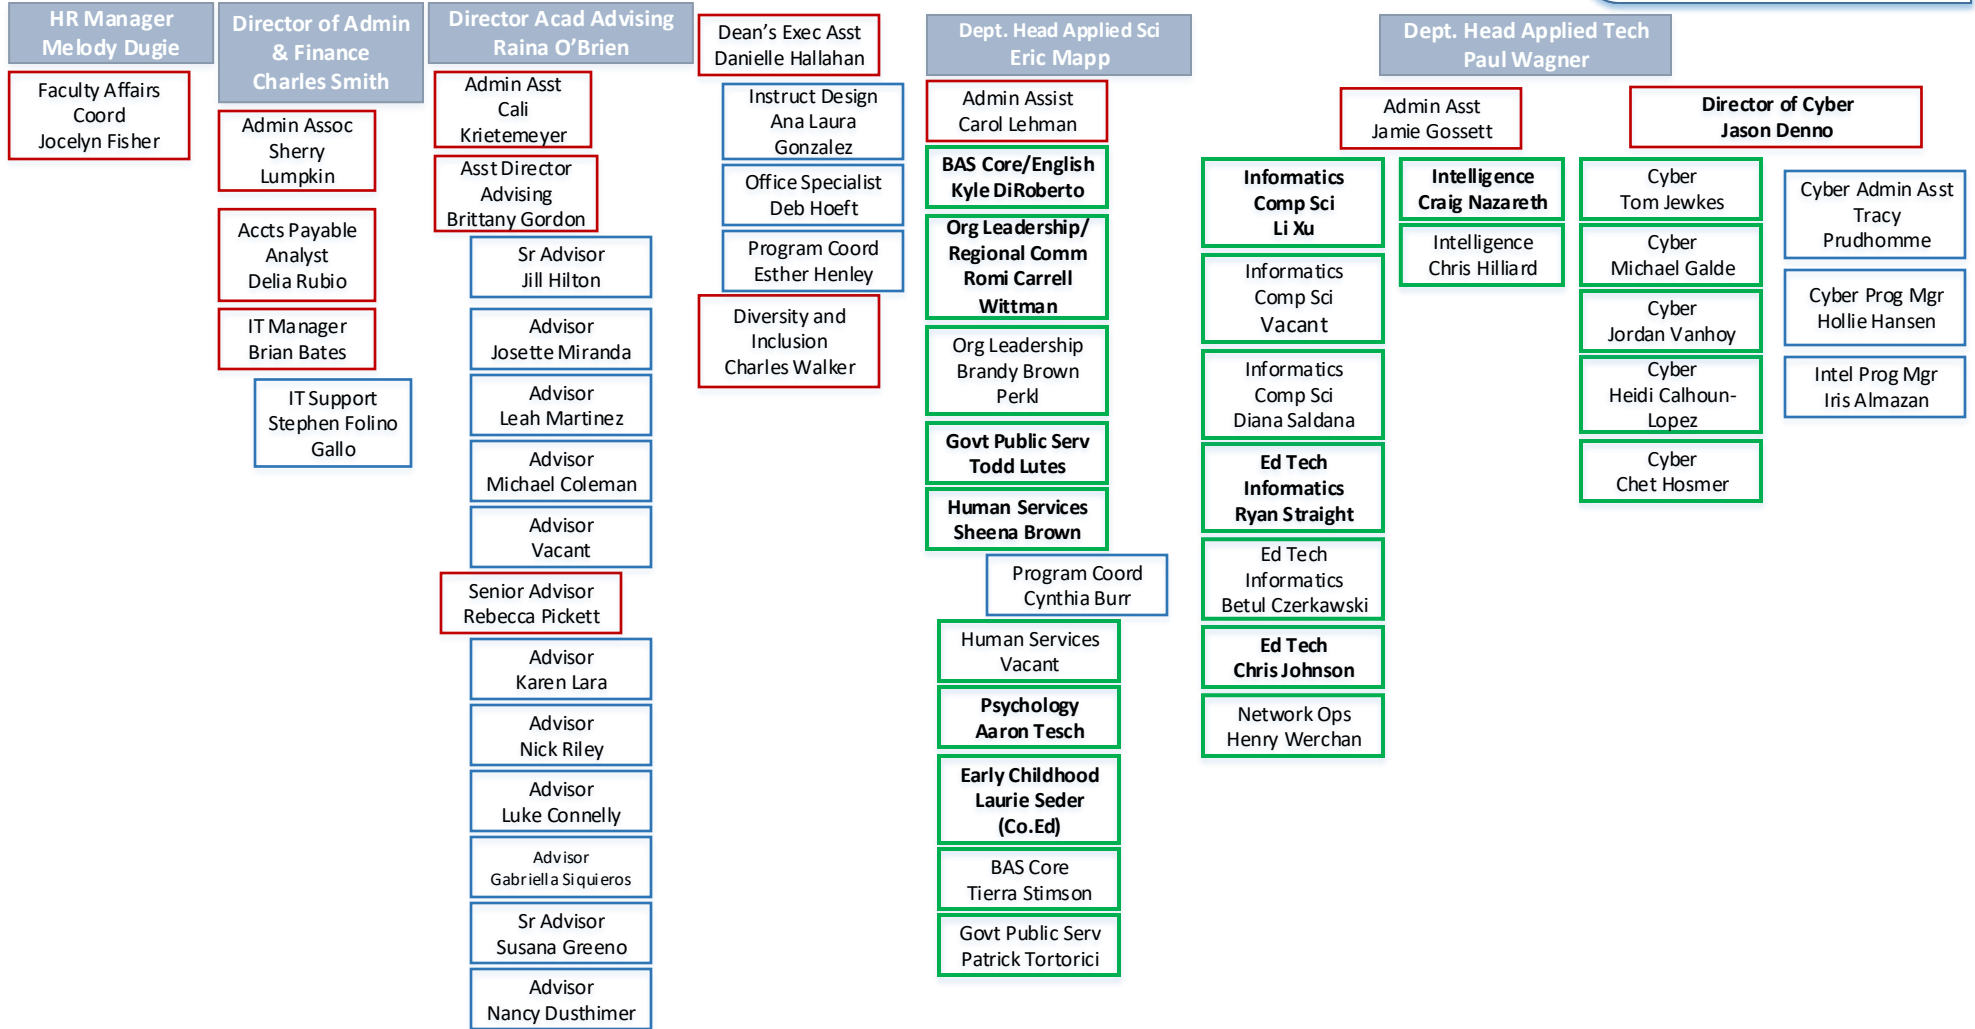 HR Manager
Melody Dugie
Faculty Affairs
Coord
Jocelyn Fisher
Director of Admin
& Finance
Charles Smith
Admin Assoc
Sherry
Lumpkin
Accts Payable
Analyst
Delia Rubio
IT Manager
Brian Bates
IT Support
Stephen Folino
Gallo
Director Acad Advising
Raina O’Brien
Admin Asst
Cali
Krietemeyer
Asst Director
Advising
Brittany Gordon
Sr Advisor
Jill Hilton
Advisor
Josette Miranda
Advisor
Leah Martinez
Advisor
Michael Coleman
Advisor
Vacant
Senior Advisor
Rebecca Pickett
Advisor
Karen Lara
Advisor
Nick Riley
Advisor
Luke Connelly
Advisor
Gabriella Siquieros
Sr Advisor
Susana Greeno
Advisor
Nancy Dusthimer
Dean’s Exec Asst
Danielle Hallahan
Instruct Design
Ana Laura
Gonzalez
Office Specialist
Deb Hoeft
Program Coord
Esther Henley
Diversity and
Inclusion
Charles Walker
Dept. Head Applied Sci
Eric Mapp
Admin Assist
Carol Lehman
BAS Core/English
Kyle DiRoberto
Org Leadership/
Regional Comm
Romi Carrell
Wittman
Org Leadership
Brandy Brown
Perkl
Govt Public Serv
Todd Lutes
Human Services
Sheena Brown
Program Coord
Cynthia Burr
Human Services
Vacant
Psychology
Aaron Tesch
Early Childhood
Laurie Seder
(Co.Ed)
BAS Core
Tierra Stimson
Govt Public Serv
Patrick Tortorici
Dept. Head Applied Tech
Paul Wagner
Admin Asst
Jamie Gossett
Director of Cyber
Jason Denno
Informatics
Comp Sci
Li Xu
Informatics
Comp Sci
Vacant
Informatics
Comp Sci
Diana Saldana
Ed Tech
Informatics
Ryan Straight
Ed Tech
Informatics
Betul Czerkawski
Ed Tech
Chris Johnson
Network Ops
Henry Werchan
Intelligence
Craig Nazareth
Intelligence
Chris Hilliard
Cyber
Tom Jewkes
Cyber
Michael Galde
Cyber
Jordan Vanhoy
Cyber
Heidi Calhoun-
Lopez
Cyber
Chet Hosmer
Cyber Admin Asst
Tracy
Prudhomme
Cyber Prog Mgr
Hollie Hansen
Intel Prog Mgr
Iris Almazan